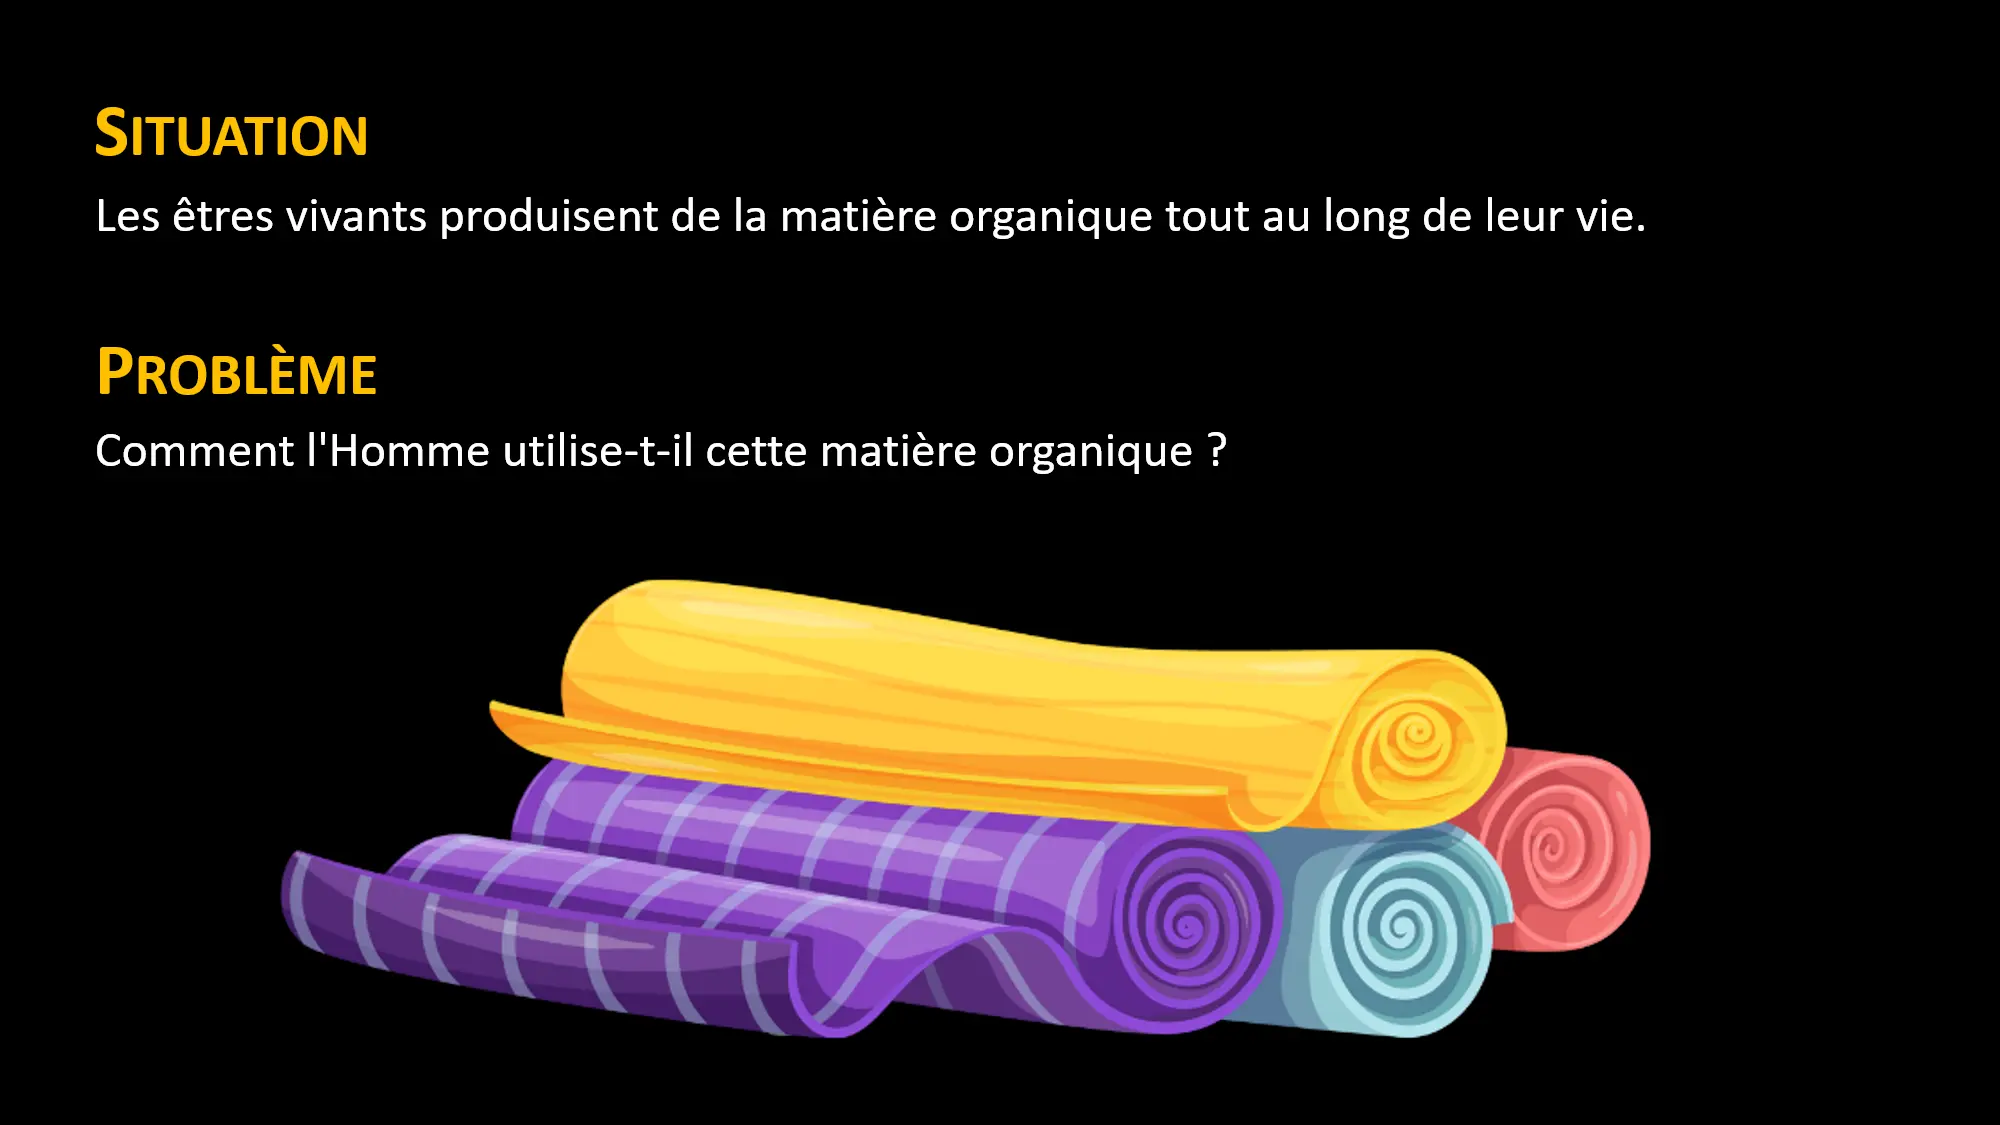 SITUATION
Les êtres vivants produisent de la matière organique tout au long de leur vie.
PROBLÈME
Comment l'Homme utilise-t-il cette matière organique ?